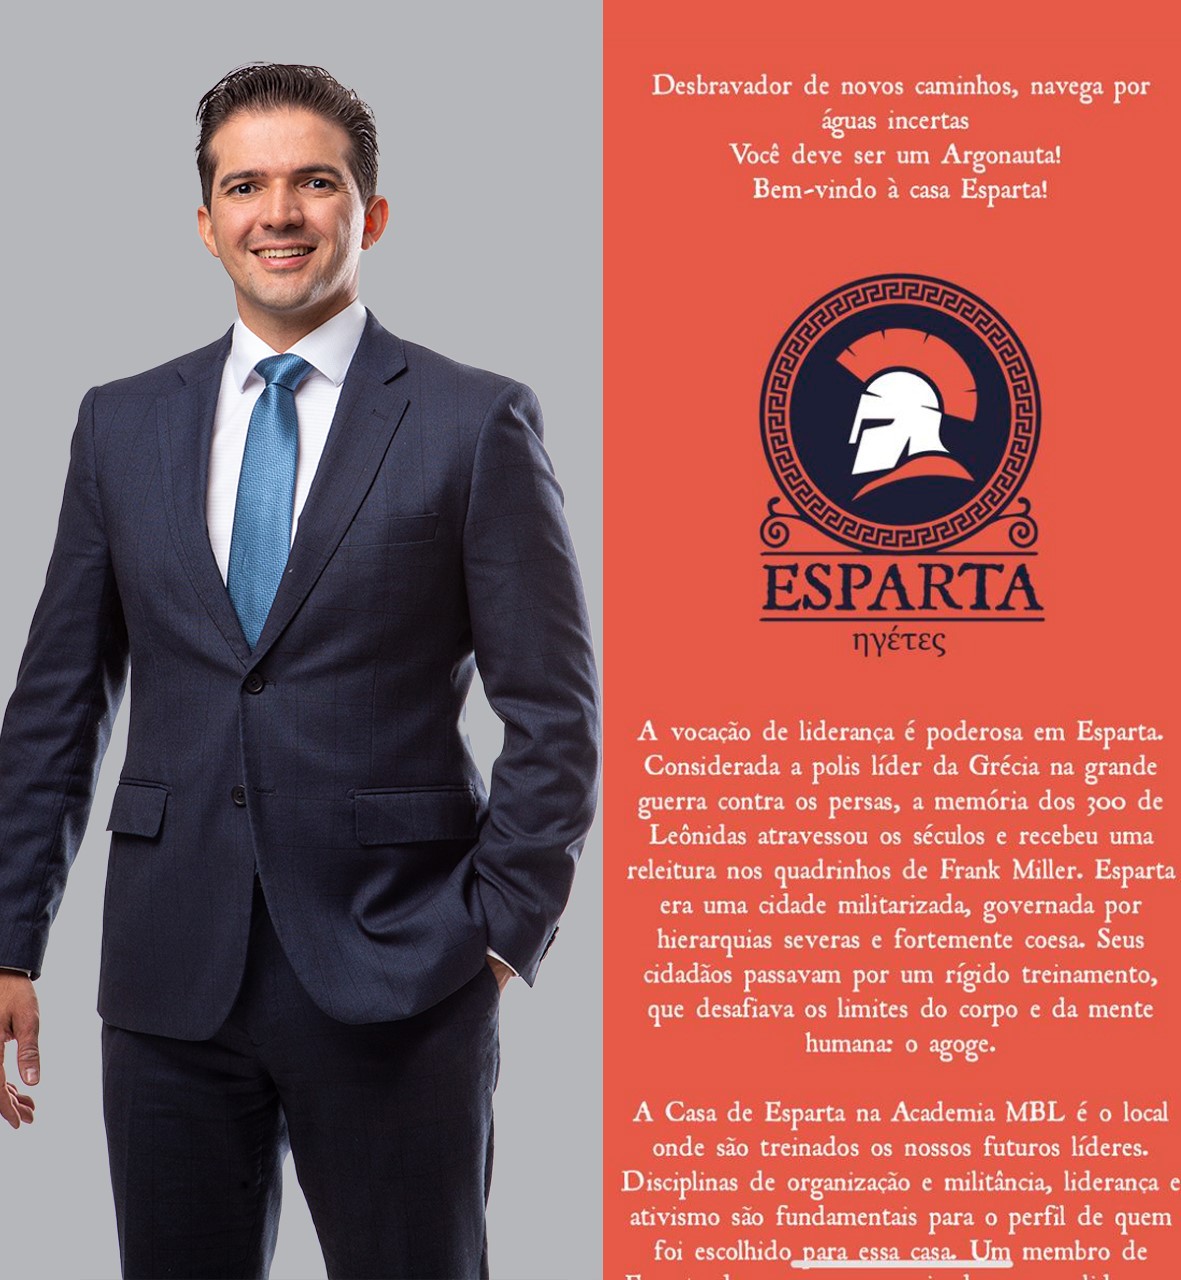 Desbravador de novos caminhos, navega por
águas incertas
Você deve ser um Argonauta!
Bem-vindo à casa Esparta!
ESPARTA
ηγέτες
A vocação de liderança é poderosa em Esparta.
Considerada a polis líder da Grécia na grande
guerra contra os persas, a memória dos 300 de
Leônidas atravessou os séculos e recebeu uma
releitura nos quadrinhos de Frank Miller. Esparta
era uma cidade militarizada, governada por
hierarquias severas e fortemente coesa. Seus
cidadãos passavam por um rígido treinamento,
que desafiava os limites do corpo e da mente
humana: o agoge.
A Casa de Esparta na Academia MBL é o local
onde são treinados os nossos futuros líderes.
Disciplinas de organização e militância, liderança e
ativismo são fundamentais para o perfil de quem
foi escolhido para essa casa. Um membro de